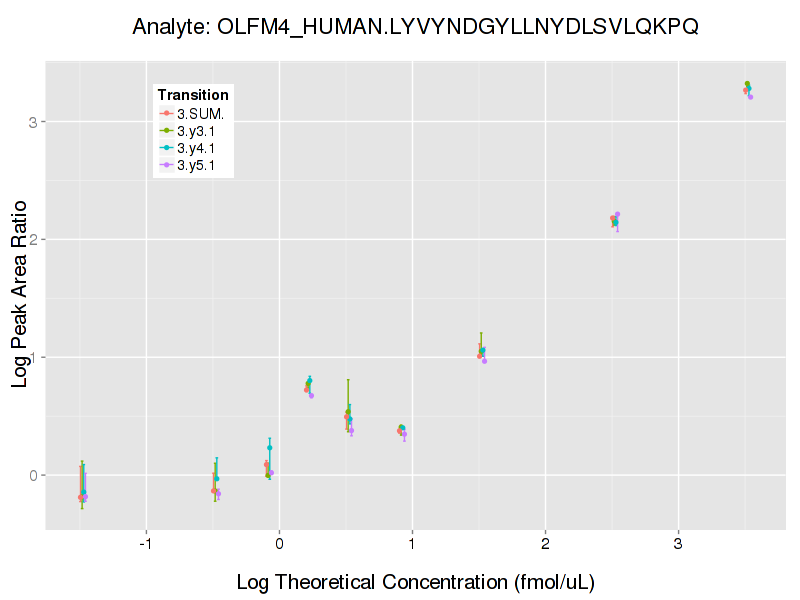 Analyte: OLFM4_HUMAN.LYVYNDGYLLNYDLSVLQKPQ
Transition
3.SUM.
3.y3.1
3.y4.1
3.y5.1
Log Peak Area Ratio
3
2
1
0
-1 0 1 2 3
Log Theoretical Concentration (fmol/uL)